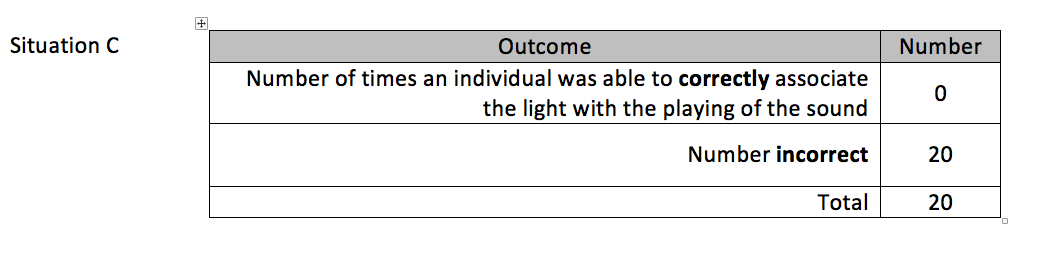 Situation C
Outcome Number
Number of times an individual was able to correctly associate
the light with the playing of the sound 0
Number incorrect 20
Total 20